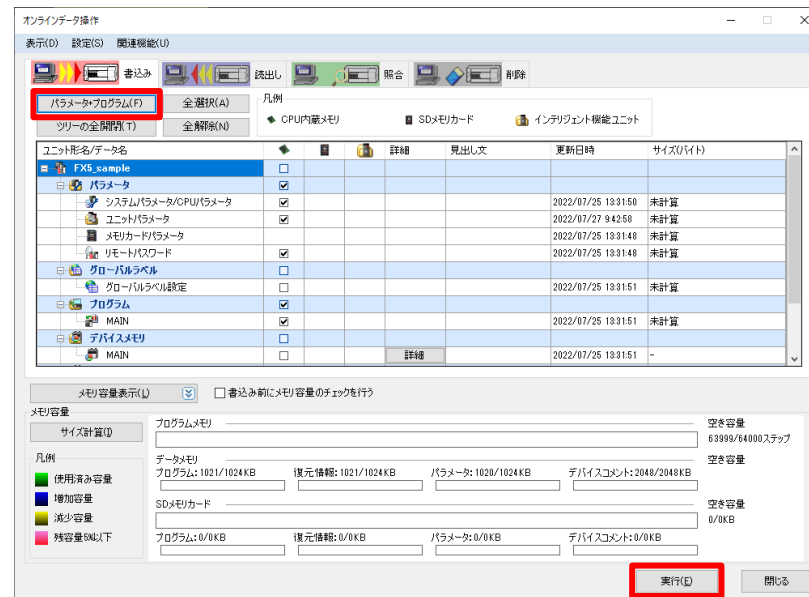 オンラインデータ操作
表示(D) 設定(S) 関連機能(U)
書込み 読出し 照合 削除
パラメータ+プログラム(F) 全選択(A)
ツリーの全開閉(T) 全解除(N)
凡例
CPU内蔵メモリ SDメモリカード インテリジェント機能ユニット
ユニット形名/データ名 詳細 見出し文 更新日時 サイズ(バイト)
FX5_sample
パラメータ
システムパラメータ/CPUパラメータ 2022/07/25 13:31:50 未計算
ユニットパラメータ 2022/07/27 9:42:58 未計算
メモリカードパラメータ 2022/07/25 13:31:48 未計算
リモートパスワード 2022/07/25 13:31:48 未計算
グローバルラベル
グローバルラベル設定 2022/07/25 13:31:51 未計算
プログラム
MAIN 2022/07/25 13:31:51 未計算
デバイスメモリ
MAIN 詳細 2022/07/25 13:31:51 -
メモリ容量表示(L) 書込み前にメモリ容量のチェックを行う
メモリ容量
サイズ計算(I)
凡例
使用済み容量
増加容量
減少容量
残容量5%以下
プログラムメモリ 空き容量
63999/64000ステップ
データメモリ 空き容量
プログラム:1021/1024KB 復元情報:1021/1024KB パラメータ:1020/1024KB デバイスコメント:2048/2048KB
SDメモリカード 空き容量
0/0KB
プログラム:0/0KB 復元情報:0/0KB パラメータ:0/0KB デバイスコメント:0/0KB
実行(E) 閉じる